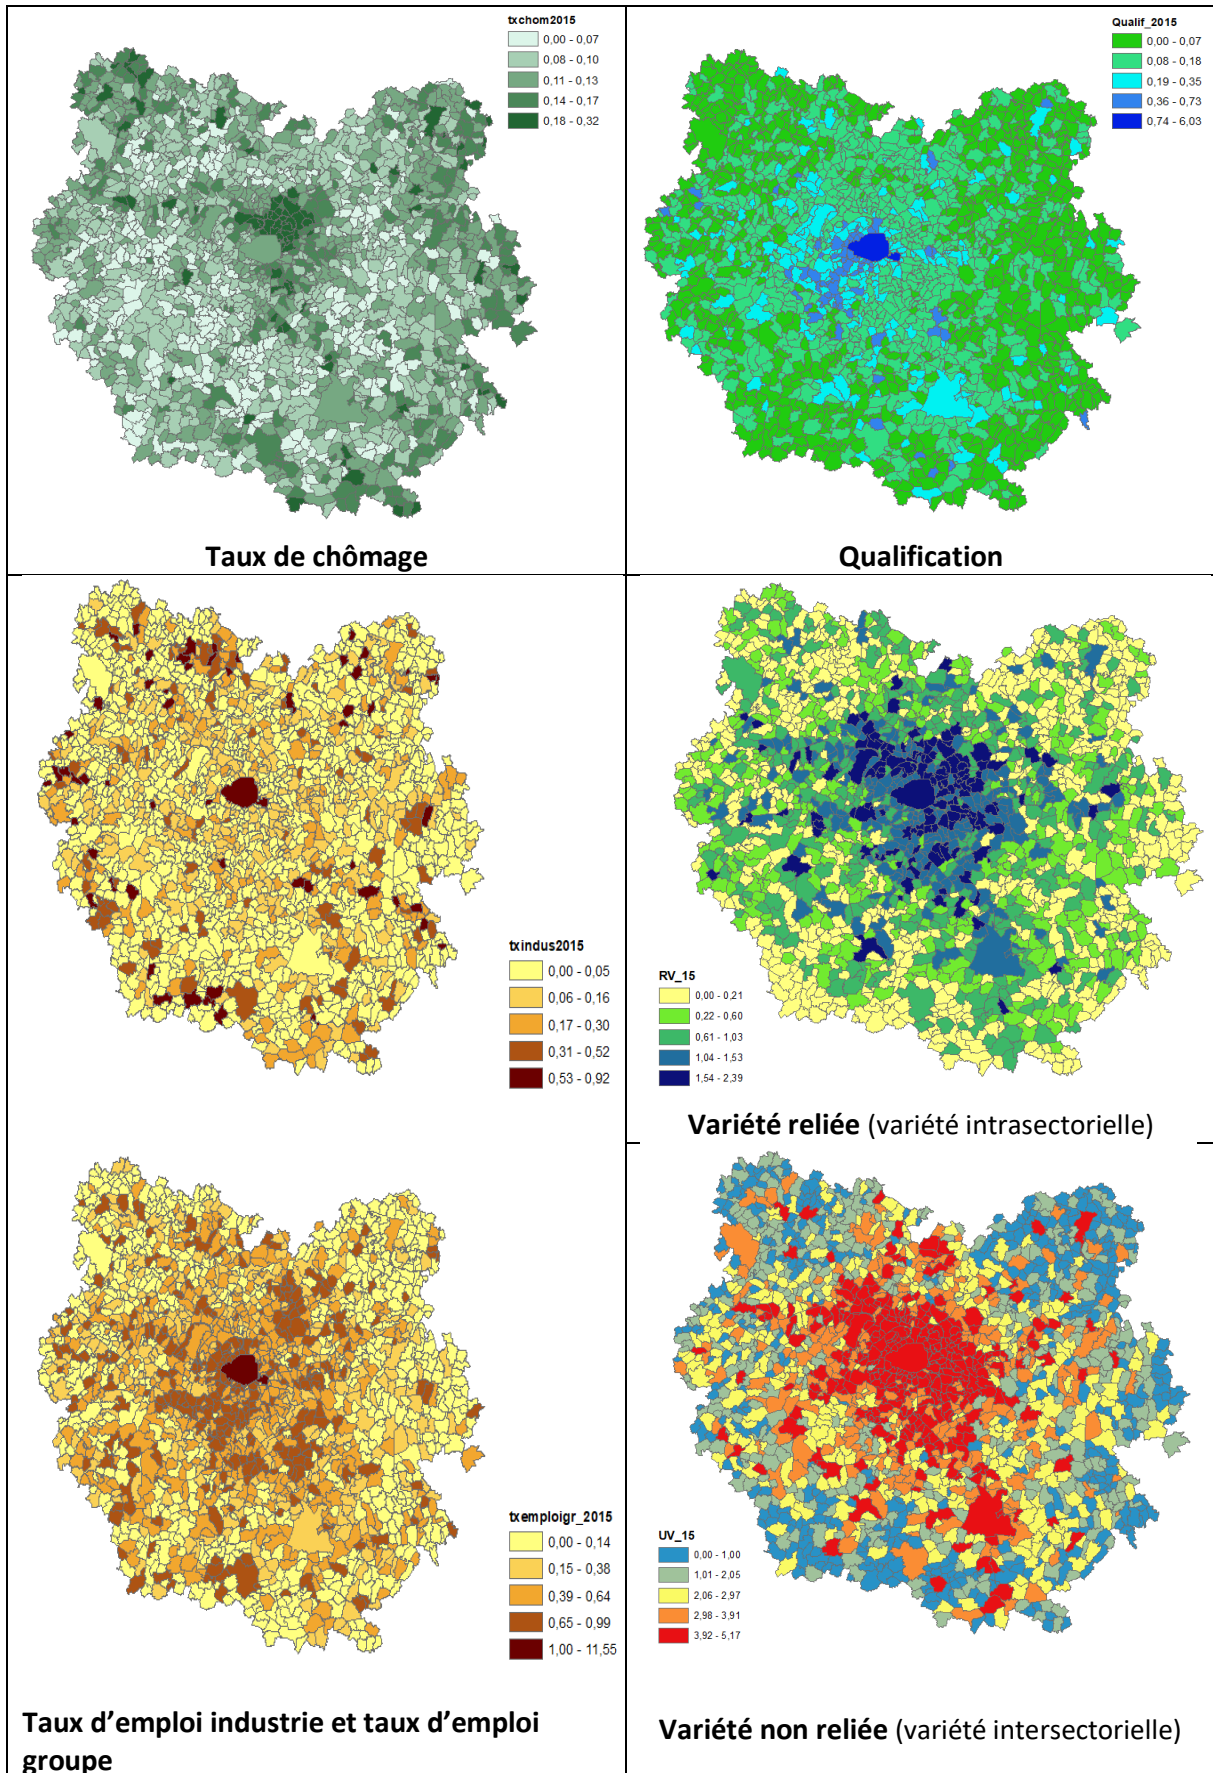 txchom2015
0,00 - 0,07
0,08 - 0,10
0,11 - 0,13
0,14 - 0,17
0,18 - 0,32
Taux de chômage
Qualif_2015
0,00 - 0,07
0,08 - 0,18
0,19 - 0,35
0,36 - 0,73
0,74 - 6,03
Qualification
txindus2015
0,00 - 0,05
0,06 - 0,16
0,17 - 0,30
0,31 - 0,52
0,53 - 0,92
RV_15
0,00 - 0,21
0,22 - 0,60
0,61 - 1,03
1,04 - 1,53
1,54 - 2,39
Variété reliée (variété intrasectorielle)
txemploigr_2015
0,00 - 0,14
0,15 - 0,38
0,39 - 0,64
0,65 - 0,99
1,00 - 11,55
Taux d'emploi industrie et taux d'emploi
groupe
UV_15
0,00 - 1,00
1,01 - 2,05
2,06 - 2,97
2,98 - 3,91
3,92 - 5,17
Variété non reliée (variété intersectorielle)